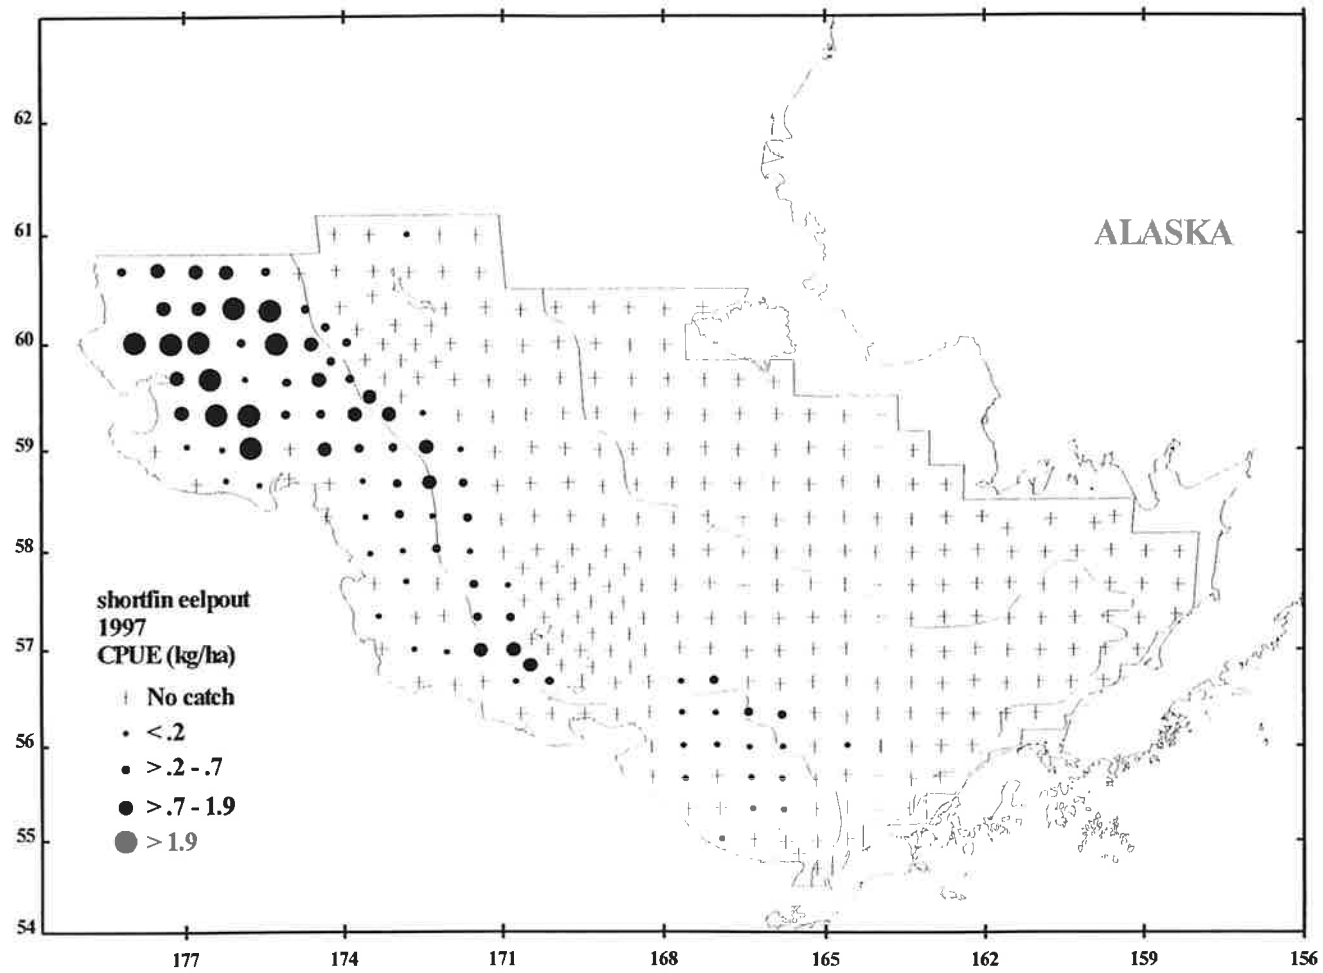 62
61
ALASKA
60
59
58
shortfin eelpout
1997
CPUE (kg/ha)
57
No catch
< .2
56
> .2 - .7
> .7 - 1.9
> 1.9
55
54
177 174 171 168 165 162 159 156